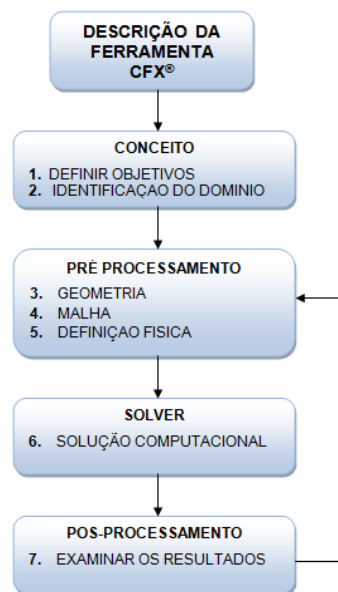 DESCRIÇÃO DA
FERRAMENTA
CFX®
CONCEITO
1. DEFINIR OBJETIVOS
2. IDENTIFICAÇAO DO DOMINIO
PRÉ PROCESSAMENTO
3. GEOMETRIA
4. MALHA
5. DEFINIÇAO FISICA
SOLVER
6. SOLUÇÃO COMPUTACIONAL
POS-PROCESSAMENTO
7. EXAMINAR OS RESULTADOS